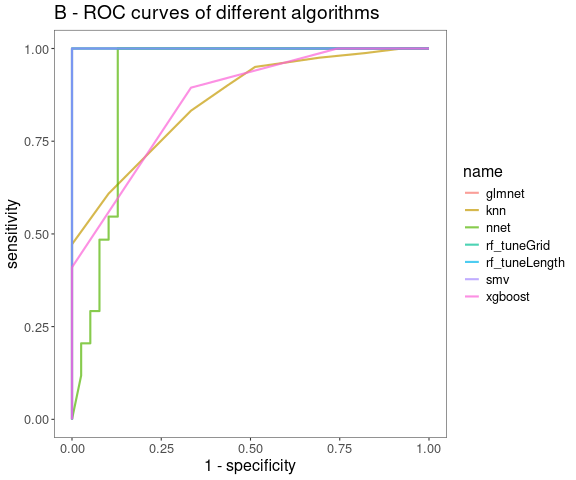 B - ROC curves of different algorithms
sensitivity
1.00
0.75
0.50
0.25
0.00
0.00 0.25 0.50 0.75 1.00
1 - specificity
name
glmnet
knn
nnet
rf_tuneGrid
rf_tuneLength
smv
xgboost